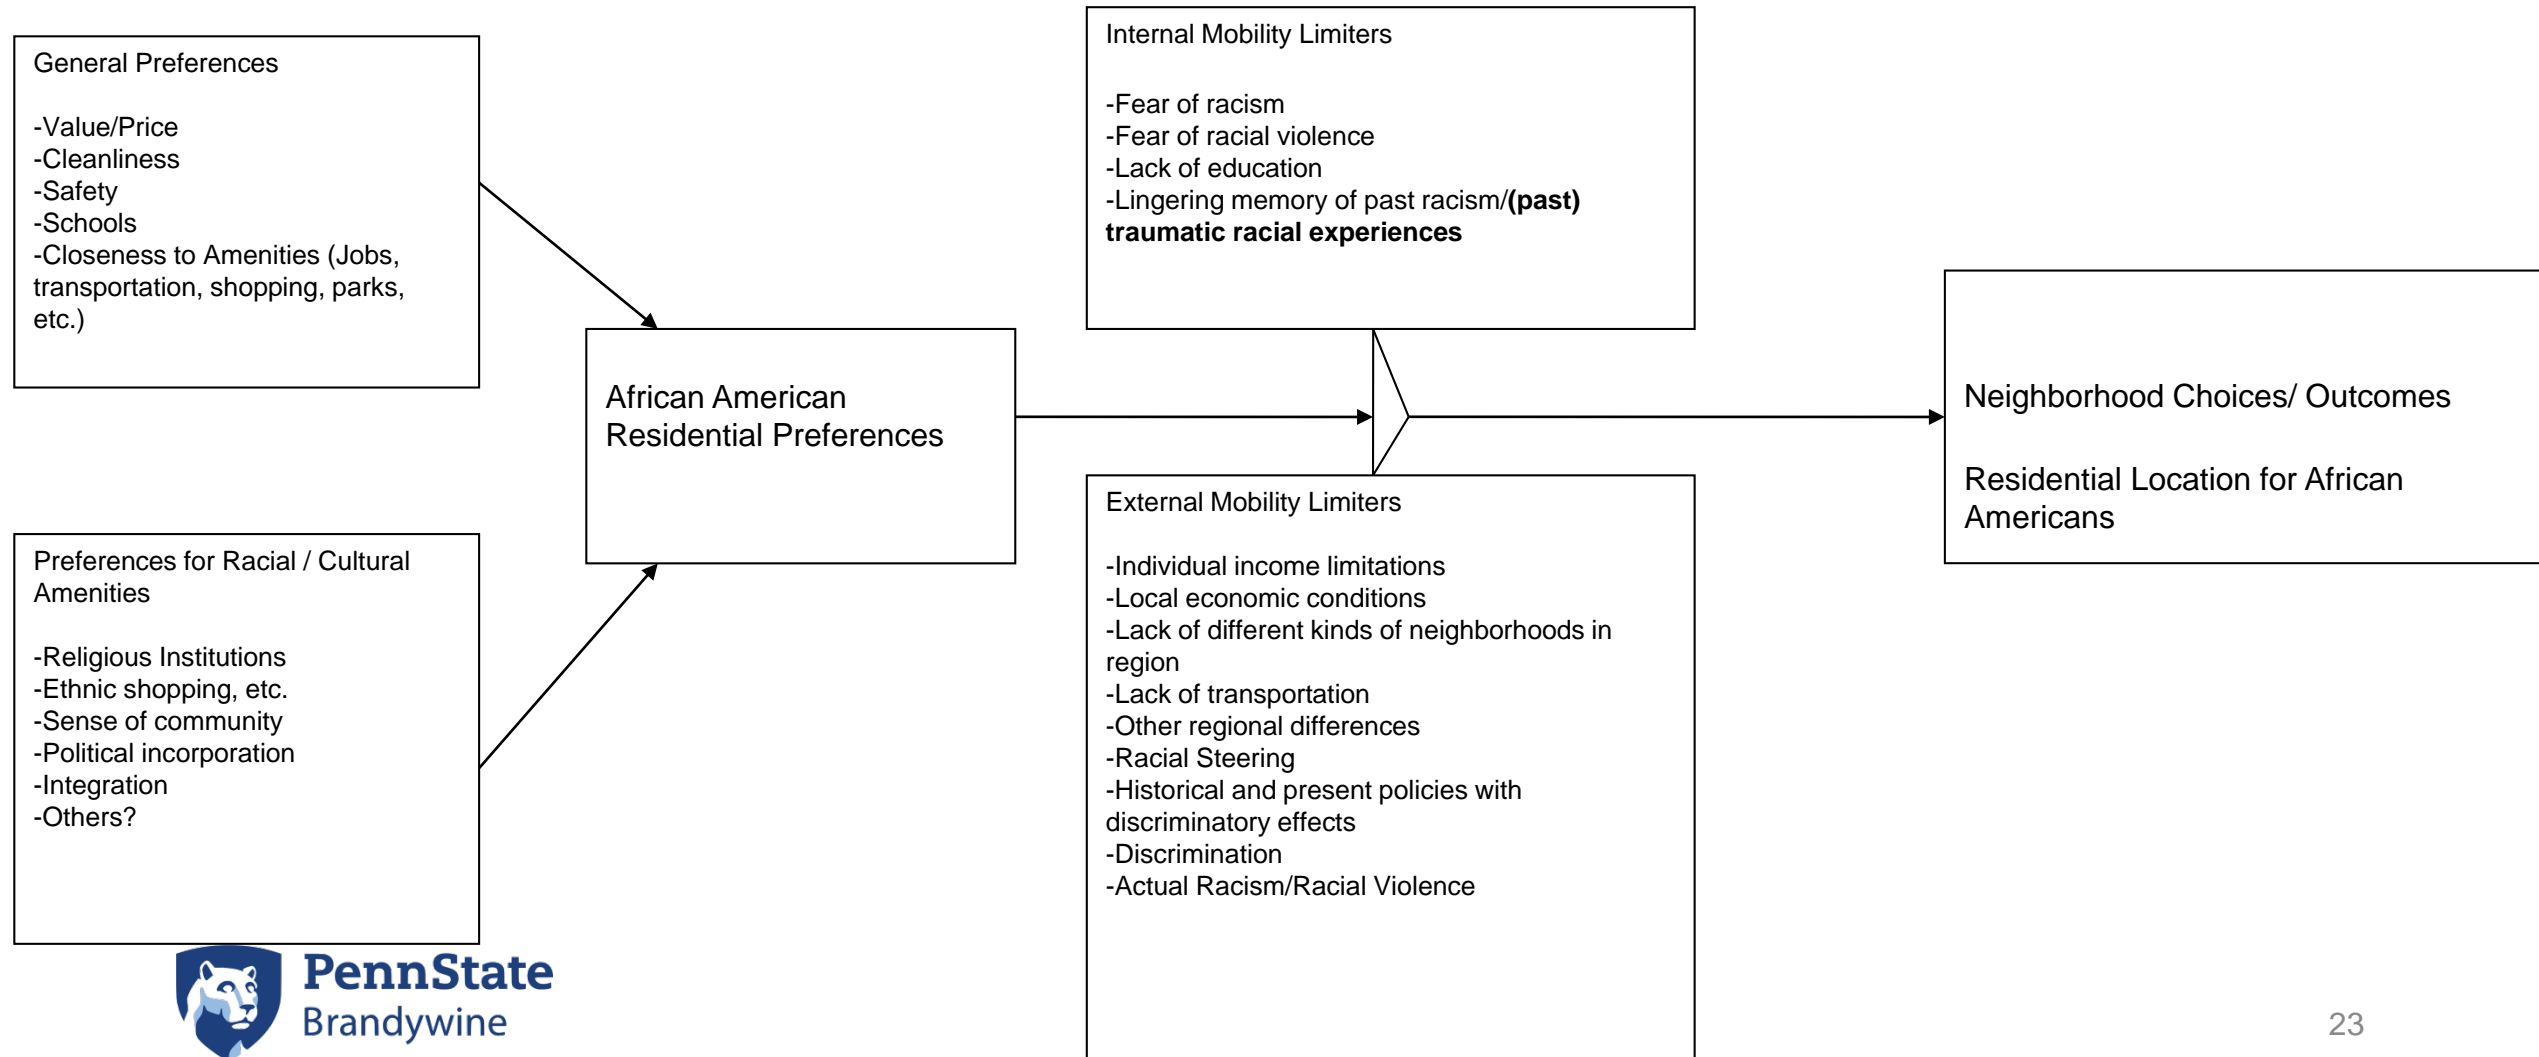 General Preferences
-Value/Price
-Cleanliness
-Safety
-Schools
-Closeness to Amenities (Jobs,
transportation, shopping, parks,
etc.)
Preferences for Racial / Cultural
Amenities
-Religious Institutions
-Ethnic shopping, etc.
-Sense of community
-Political incorporation
-Integration
-Others?
African American
Residential Preferences
Internal Mobility Limiters
-Fear of racism
-Fear of racial violence
-Lack of education
-Lingering memory of past racism/(past)
traumatic racial experiences
External Mobility Limiters
-Individual income limitations
-Local economic conditions
-Lack of different kinds of neighborhoods in
region
-Lack of transportation
-Other regional differences
-Racial Steering
-Historical and present policies with
discriminatory effects
-Discrimination
-Actual Racism/Racial Violence
Neighborhood Choices/ Outcomes
Residential Location for African
Americans
PennState
Brandywine
23